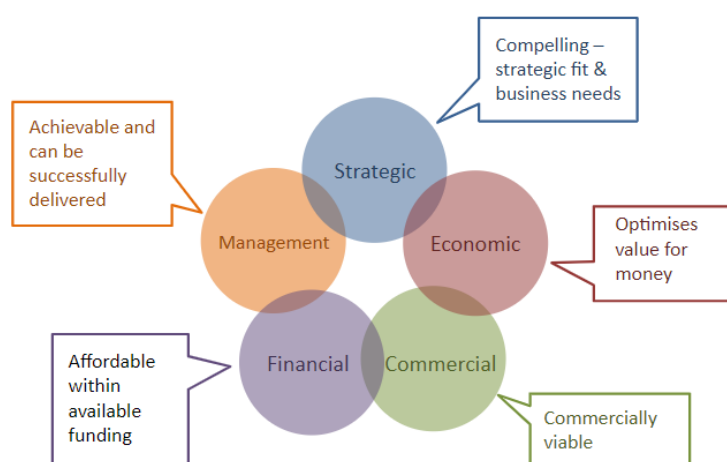 Compelling –
strategic fit &
business needs
Achievable and
can be
successfully
delivered
Strategic
Management
Economic
Optimises
value for
money
Affordable
within
available
funding
Financial
Commercial
Commercially
viable